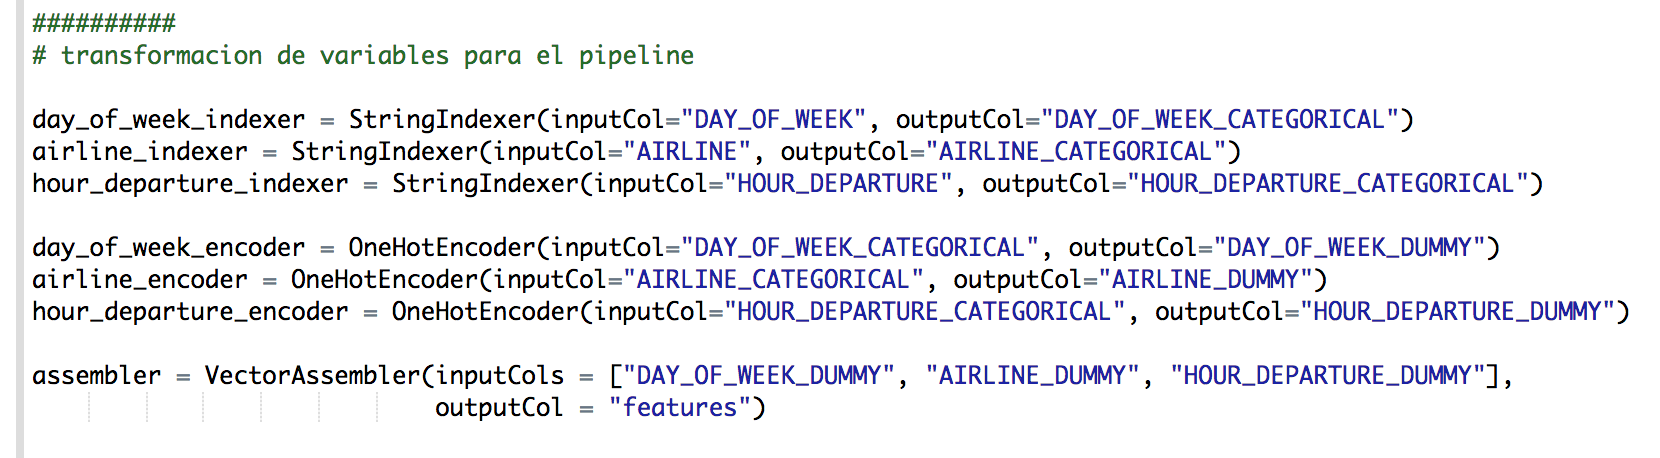 ##########
# transformacion de variables para el pipeline
day_of_week_indexer = StringIndexer(inputCol="DAY_OF_WEEK", outputCol="DAY_OF_WEEK_CATEGORICAL")
airline_indexer = StringIndexer(inputCol="AIRLINE", outputCol="AIRLINE_CATEGORICAL")
hour_departure_indexer = StringIndexer(inputCol="HOUR_DEPARTURE", outputCol="HOUR_DEPARTURE_CATEGORICAL")
day_of_week_encoder = OneHotEncoder(inputCol="DAY_OF_WEEK_CATEGORICAL", outputCol="DAY_OF_WEEK_DUMMY")
airline_encoder = OneHotEncoder(inputCol="AIRLINE_CATEGORICAL", outputCol="AIRLINE_DUMMY")
hour_departure_encoder = OneHotEncoder(inputCol="HOUR_DEPARTURE_CATEGORICAL", outputCol="HOUR_DEPARTURE_DUMMY")
assembler = VectorAssembler(inputCols = ["DAY_OF_WEEK_DUMMY", "AIRLINE_DUMMY", "HOUR_DEPARTURE_DUMMY"],
outputCol = "features")